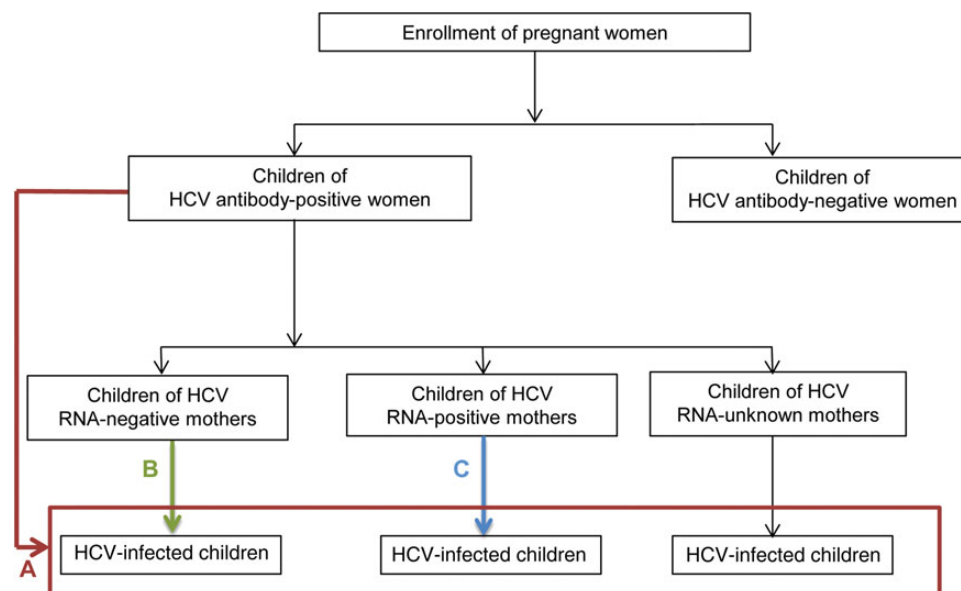 Enrollment of pregnant women
Children of
HCV antibody-positive women
Children of
HCV antibody-negative women
Children of HCV
RNA-negative mothers
Children of HCV
RNA-positive mothers
Children of HCV
RNA-unknown mothers
B
C
A
HCV-infected children
HCV-infected children
HCV-infected children